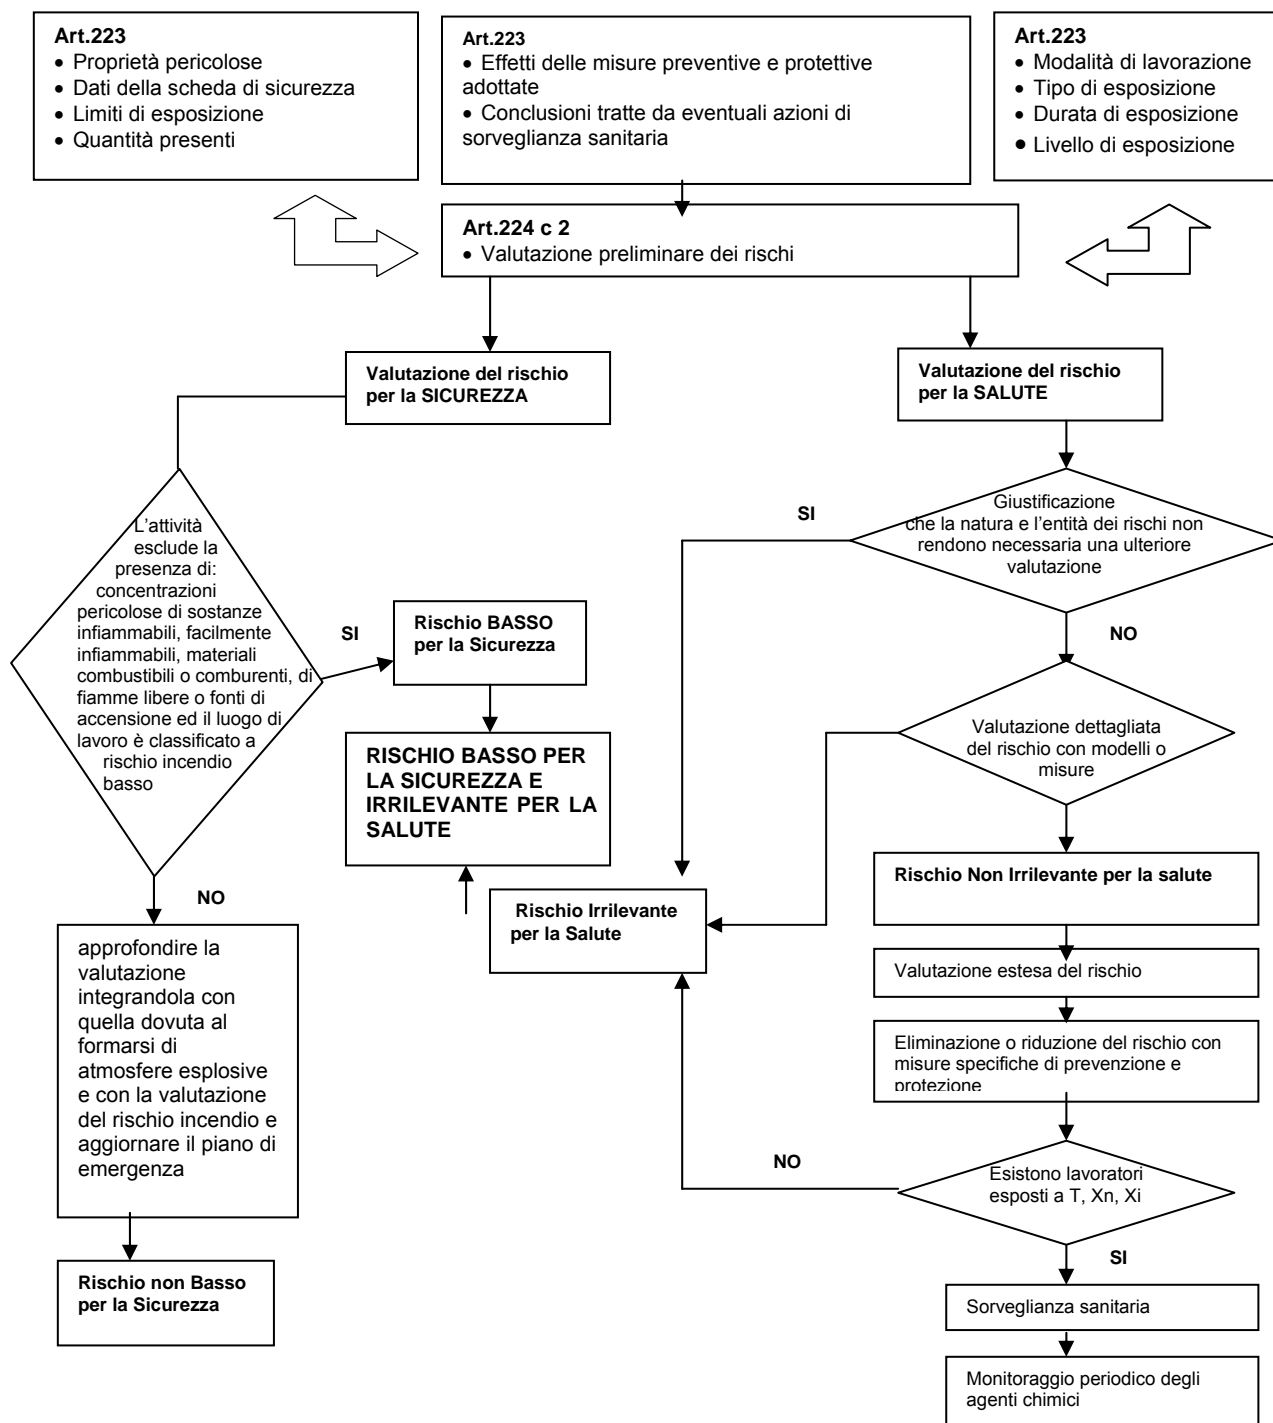 Art.223
• Proprietà pericolose
• Dati della scheda di sicurezza
• Limiti di esposizione
• Quantità presenti
Art.223
• Effetti delle misure preventive e protettive
adottate
• Conclusioni tratte da eventuali azioni di
sorveglianza sanitaria
Art.223
• Modalità di lavorazione
• Tipo di esposizione
• Durata di esposizione
• Livello di esposizione
Art.224 c 2
• Valutazione preliminare dei rischi
Valutazione del rischio
per la SICUREZZA
Valutazione del rischio
per la SALUTE
L'attività
esclude la
presenza di:
concentrazioni
pericolose di sostanze
infiammabili, facilmente
infiammabili, materiali
combustibili o comburenti, di
fiamme libere o fonti di
accensione ed il luogo di
lavoro è classificato a
rischio incendio
basso
SI
Rischio BASSO
per la Sicurezza
RISCHIO BASSO PER
LA SICUREZZA E
IRRILEVANTE PER LA
SALUTE
SI
Giustificazione
che la natura e l'entità dei rischi non
rendono necessaria una ulteriore
valutazione
NO
Valutazione dettagliata
del rischio con modelli o
misure
Rischio Non Irrilevante per la salute
NO
Rischio Irrilevante
per la Salute
approfondire la
valutazione
integrandola con
quella dovuta al
formarsi di
atmosfere esplosive
e con la valutazione
del rischio incendio e
aggiornare il piano di
emergenza
Valutazione estesa del rischio
Eliminazione o riduzione del rischio con
misure specifiche di prevenzione e
protezione
NO
Esistono lavoratori
esposti a T, Xn, Xi
SI
Rischio non Basso
per la Sicurezza
Sorveglianza sanitaria
Monitoraggio periodico degli
agenti chimici